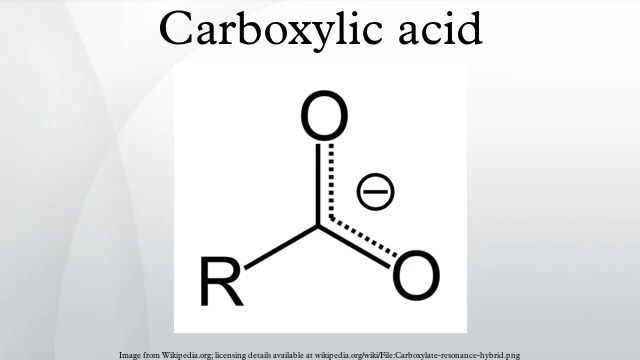 Carboxylic acid
O
⊖
R
O
Image from Wikipedia.org; licensing details available at wikipedia.org/wiki/File:Carboxylate-resonance-hybrid.png